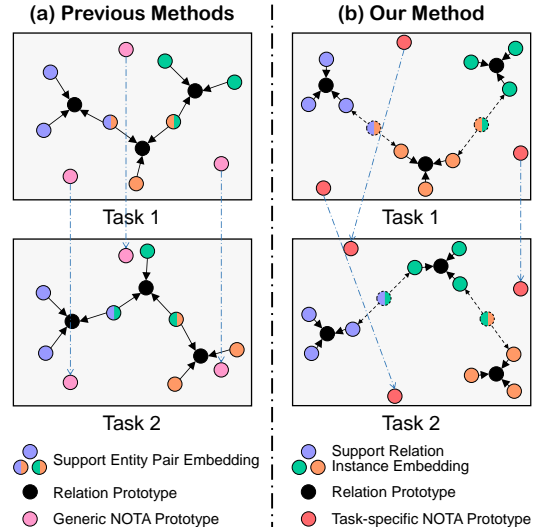 (a) Previous Methods
(b) Our Method
Task 1
Task 1
Task 2
Task 2
Support Entity Pair Embedding
Relation Prototype
Generic NOTA Prototype
Support Relation
Instance Embedding
Relation Prototype
Task-specific NOTA Prototype